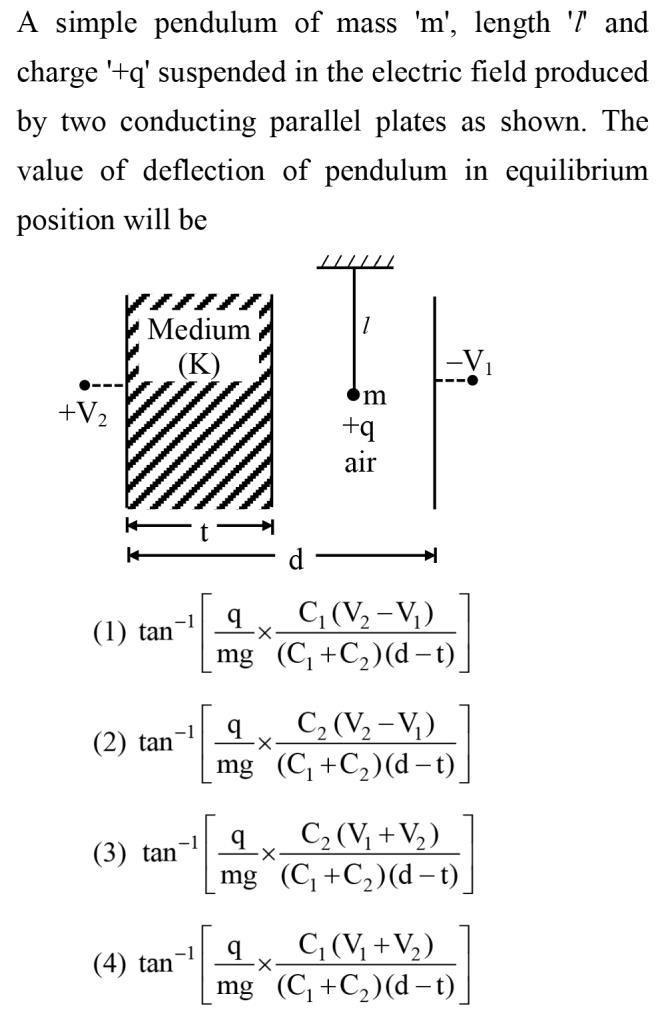 A simple pendulum of mass 'm', length 'l' and
charge '+q' suspended in the electric field produced
by two conducting parallel plates as shown. The
value of deflection of pendulum in equilibrium
position will be
Medium
(K)
l
+V₂
–V₁
m
+q
air
t
d
(1) tan⁻¹[q/mg × C₁(V₂ – V₁)/(C₁ + C₂)(d – t)]
(2) tan⁻¹[q/mg × C₂(V₂ – V₁)/(C₁ + C₂)(d – t)]
(3) tan⁻¹[q/mg × C₂(V₁ + V₂)/(C₁ + C₂)(d – t)]
(4) tan⁻¹[q/mg × C₁(V₁ + V₂)/(C₁ + C₂)(d – t)]